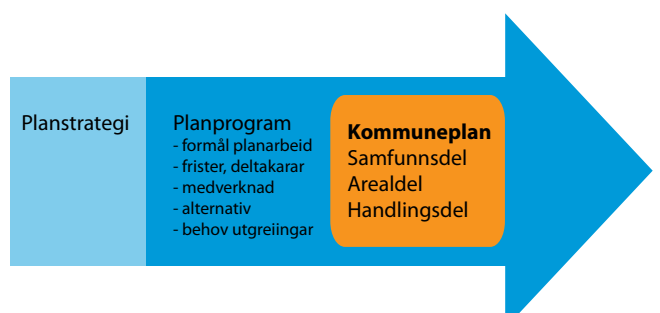 Planstrategi
Planprogram
- formål planarbeid
- frister, deltakarar
- medverknad
- alternativ
- behov utgreiingar
Kommuneplan
Samfunnsdel
Arealdel
Handlingsdel